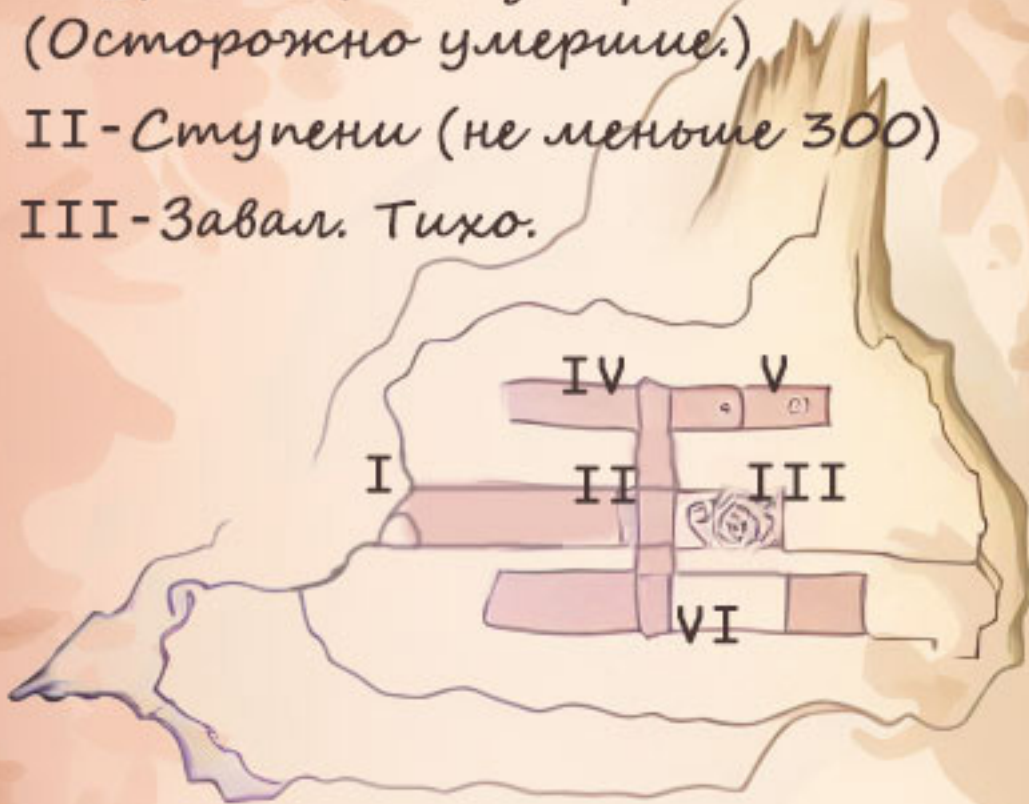 (Осторожно умершие.)
II-Ступени (не меньше 300)
III-Завал. Тихо.
IV
V
I
II
III
VI